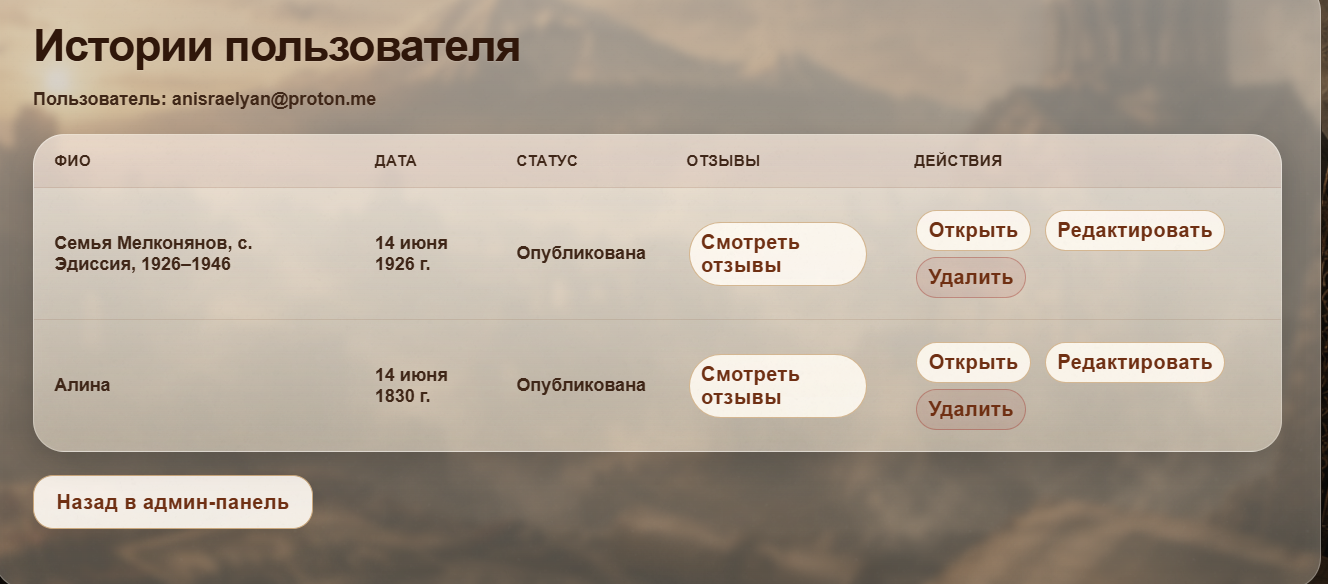 Истории пользователя
Пользователь: anisraelyan@proton.me
ФИО ДАТА СТАТУС ОТЗЫВЫ ДЕЙСТВИЯ
Семья Мелконянов, с.
Эдиссия, 1926–1946
14 июня
1926 г.
Опубликована
Смотреть
отзывы
Открыть Редактировать
Удалить
Алина
14 июня
1830 г.
Опубликована
Смотреть
отзывы
Открыть Редактировать
Удалить
Назад в админ-панель